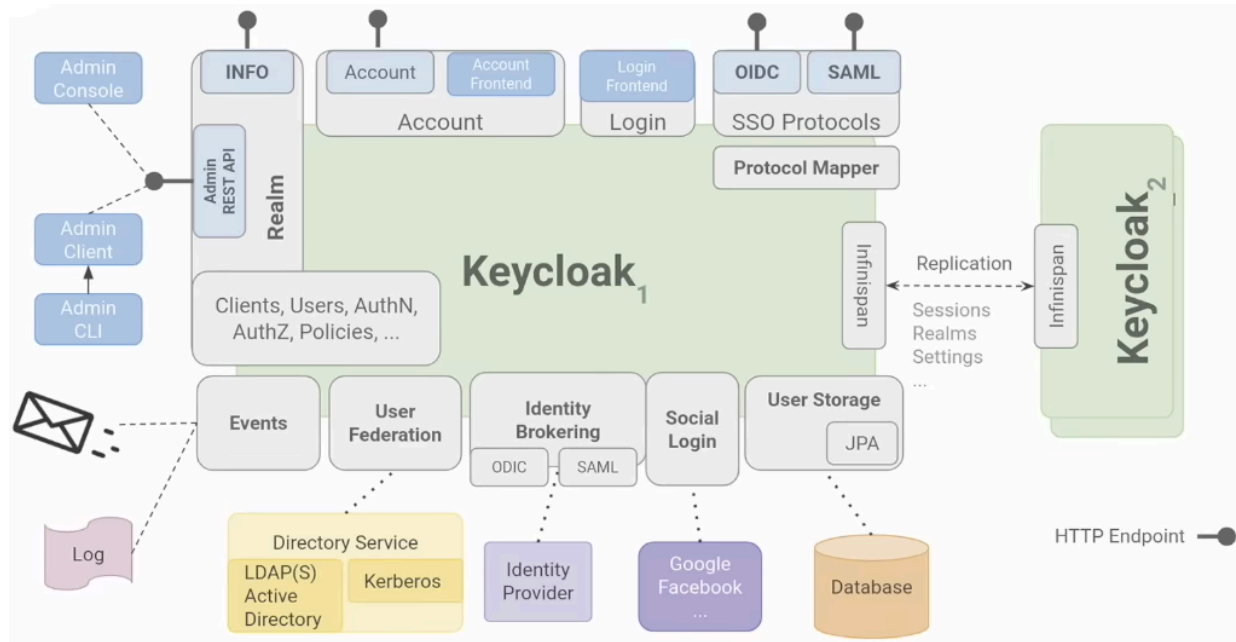 Admin
Console
INFO
Account
Account
Frontend
Account
Login
Frontend
Login
OIDC
SAML
SSO Protocols
Protocol Mapper
Admin
REST API
Realm
Admin
Client
Admin
CLI
Clients, Users, AuthN,
AuthZ, Policies, ...
Keycloak1
Infinispan
Replication
Sessions
Realms
Settings
...
Infinispan
Keycloak2
Events
User
Federation
Identity
Brokering
ODIC
SAML
Social
Login
User Storage
JPA
Log
Directory Service
LDAP(S)
Active
Directory
Kerberos
Identity
Provider
Google
Facebook
...
Database
HTTP Endpoint